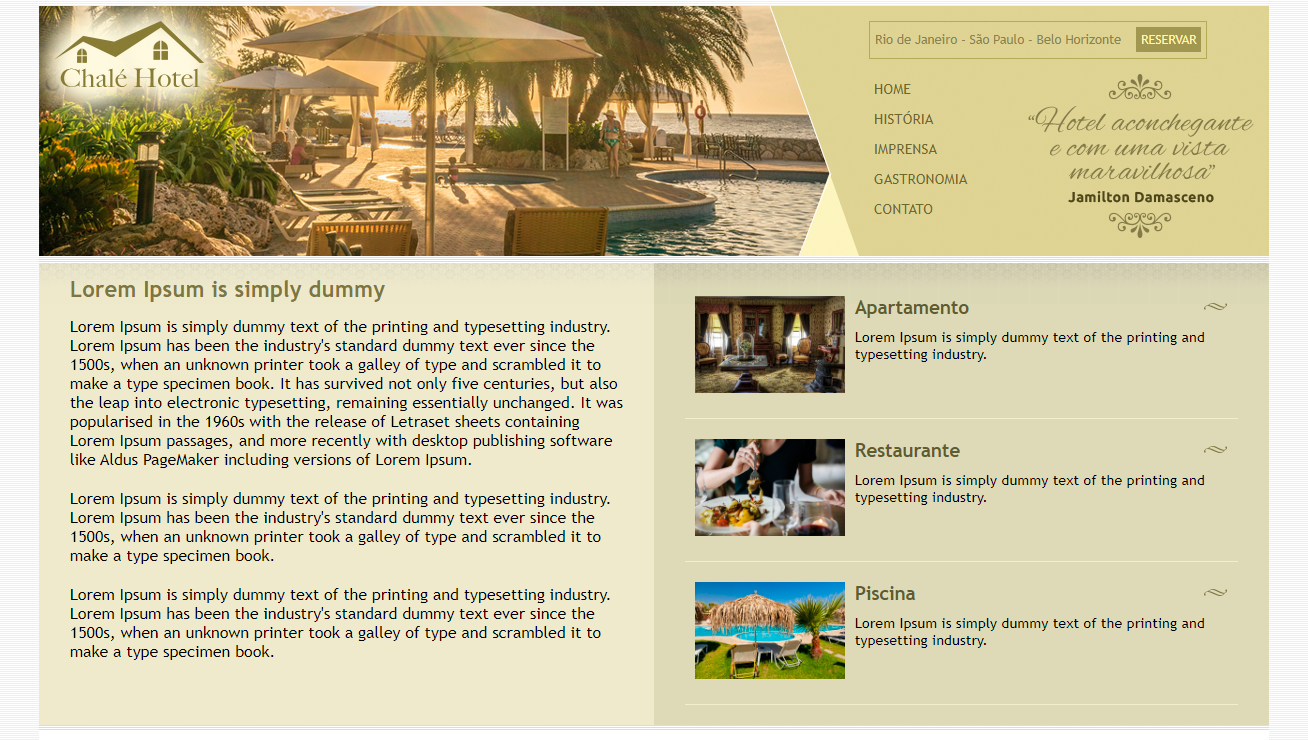 Chalé Hotel
Rio de Janeiro - São Paulo - Belo Horizonte
RESERVAR
HOME
HISTÓRIA
IMPRENSA
GASTRONOMIA
CONTATO
“Hotel aconchegante
e com uma vista
maravilhosa”
Jamilton Damasceno
Lorem Ipsum is simply dummy
Lorem Ipsum is simply dummy text of the printing and typesetting industry.
Lorem Ipsum has been the industry's standard dummy text ever since the
1500s, when an unknown printer took a galley of type and scrambled it to
make a type specimen book. It has survived not only five centuries, but also
the leap into electronic typesetting, remaining essentially unchanged. It was
popularised in the 1960s with the release of Letraset sheets containing
Lorem Ipsum passages, and more recently with desktop publishing software
like Aldus PageMaker including versions of Lorem Ipsum.
Lorem Ipsum is simply dummy text of the printing and typesetting industry.
Lorem Ipsum has been the industry's standard dummy text ever since the
1500s, when an unknown printer took a galley of type and scrambled it to
make a type specimen book.
Lorem Ipsum is simply dummy text of the printing and typesetting industry.
Lorem Ipsum has been the industry's standard dummy text ever since the
1500s, when an unknown printer took a galley of type and scrambled it to
make a type specimen book.
Apartamento
Lorem Ipsum is simply dummy text of the printing and
typesetting industry.
Restaurante
Lorem Ipsum is simply dummy text of the printing and
typesetting industry.
Piscina
Lorem Ipsum is simply dummy text of the printing and
typesetting industry.